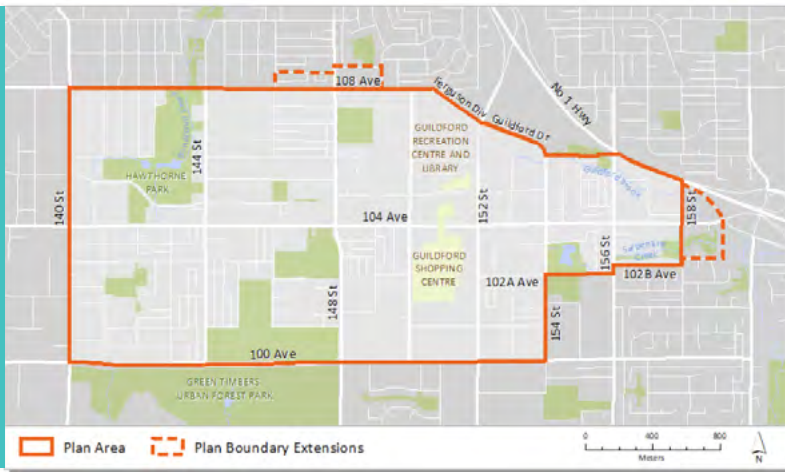 108 Ave
Ferguson Div
Guildford Dr
No 1 Hwy
GUILDFORD
RECREATION
CENTRE AND
LIBRARY
144 St
HAWTHORNE
PARK
140 St
104 Ave
152 St
158 St
156 St
GUILDFORD
SHOPPING
CENTRE
102A Ave
102B Ave
148 St
154 St
100 Ave
GREEN TIMBERS
URBAN FOREST PARK
Plan Area
Plan Boundary Extensions
0 400 800
Meters
N